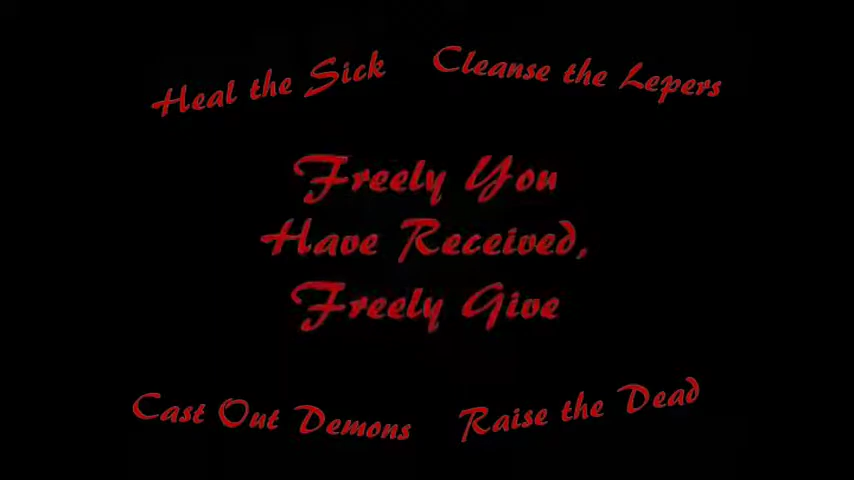 Heal the Sick
Cleanse the Lepers
Freely You
Have Received,
Freely Give
Cast Out Demons
Raise the Dead